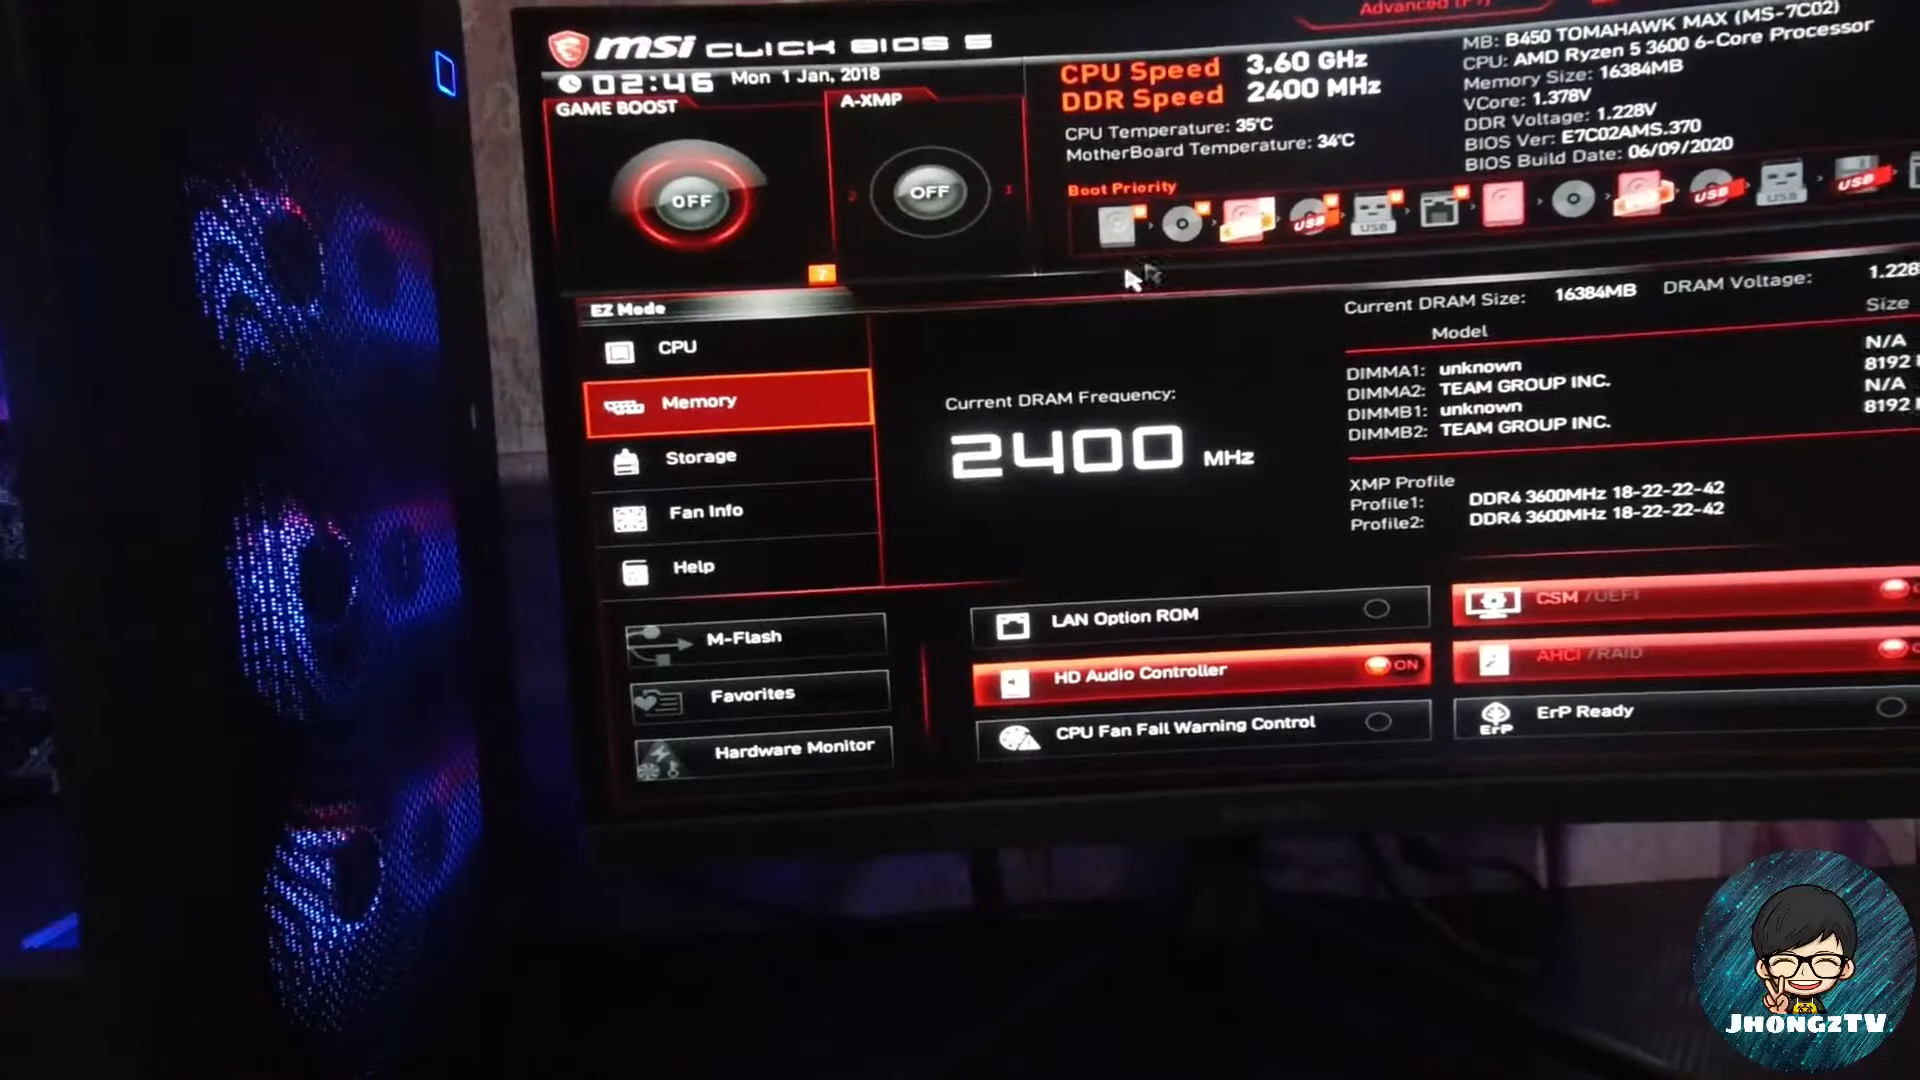 Advanced (F7)
msi CLICK BIOS 5
02:46 Mon 1 Jan, 2018
GAME BOOST
A-XMP
OFF
2 OFF 1
CPU Speed 3.60 GHz
DDR Speed 2400 MHz
CPU Temperature: 35°C
MotherBoard Temperature: 34°C
MB: B450 TOMAHAWK MAX (MS-7C02)
CPU: AMD Ryzen 5 3600 6-Core Processor
Memory Size: 16384MB
VCore: 1.378V
DDR Voltage: 1.228V
BIOS Ver: E7C02AMS.370
BIOS Build Date: 06/09/2020
Boot Priority
U U U U U U
USB USB USB USB USB
?
EZ Mode
CPU
Memory
Storage
Fan Info
Help
Current DRAM Frequency:
2400 MHz
Current DRAM Size: 16384MB DRAM Voltage: 1.228
Model Size
DIMMA1: unknown N/A
DIMMA2: TEAM GROUP INC. 8192
DIMMB1: unknown N/A
DIMMB2: TEAM GROUP INC. 8192
XMP Profile
Profile1: DDR4 3600MHz 18-22-22-42
Profile2: DDR4 3600MHz 18-22-22-42
M-Flash
Favorites
Hardware Monitor
LAN Option ROM
HD Audio Controller ON
CPU Fan Fail Warning Control
CSM /UEFI
AHCI /RAID
ErP ErP Ready
JHONGZTV